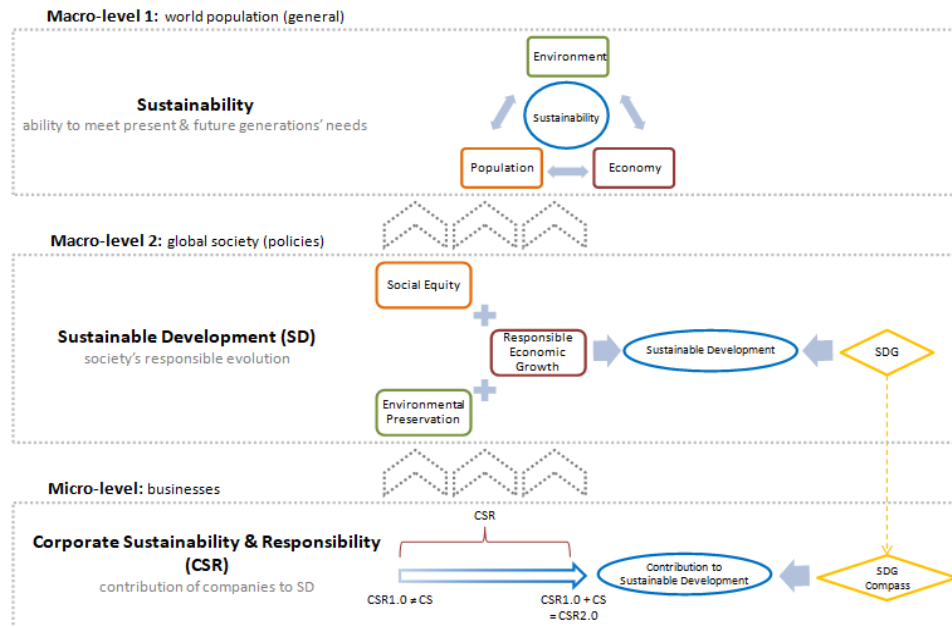 Macro-level 1: world population (general)
Environment
Sustainability
ability to meet present & future generations’ needs
Sustainability
Population
Economy
Macro-level 2: global society (policies)
Social Equity
Sustainable Development (SD)
society’s responsible evolution
Responsible
Economic
Growth
Sustainable Development
SDG
Environmental
Preservation
Micro-level: businesses
CSR
Corporate Sustainability & Responsibility
(CSR)
contribution of companies to SD
Contribution to
Sustainable Development
SDG
Compass
CSR1.0 ≠ CS
CSR1.0 + CS
= CSR2.0